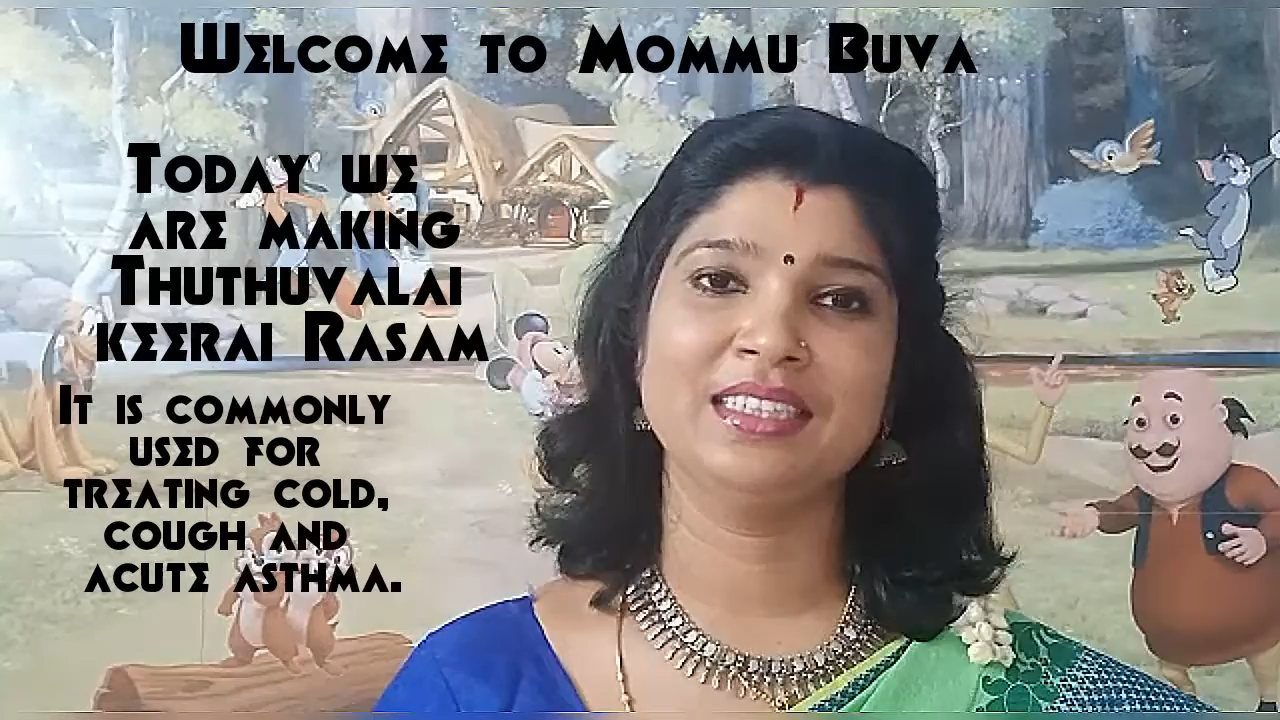 Welcome to Mommu Buva
Today we
are making
Thuthuvalai
keerai Rasam
It is commonly
used for
treating cold,
cough and
acute asthma.